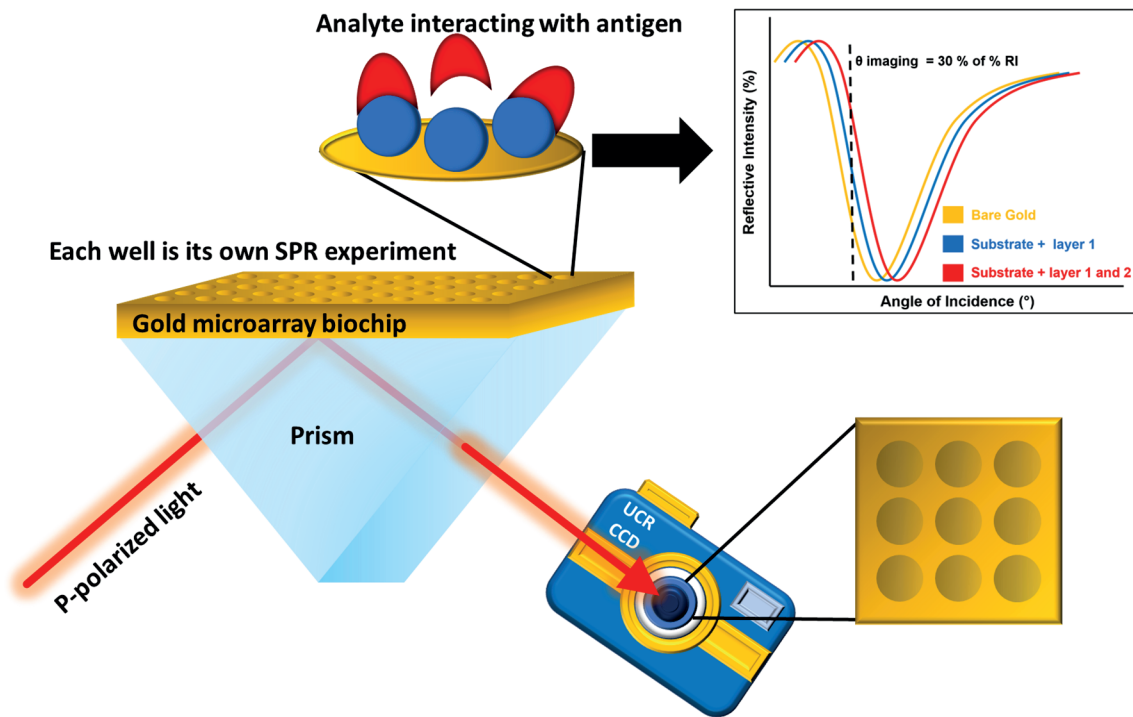 Analyte interacting with antigen
θ imaging = 30 % of % RI
Reflective Intensity (%)
Bare Gold
Substrate + layer 1
Substrate + layer 1 and 2
Angle of Incidence (°)
Each well is its own SPR experiment
Gold microarray biochip
Prism
P-polarized light
UCR
CCD